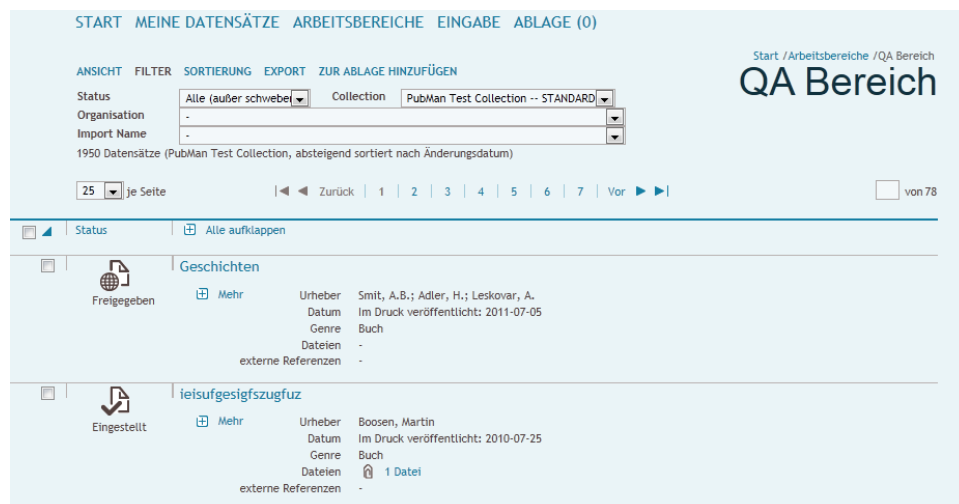 START MEINE DATENSÄTZE ARBEITSBEREICHE EINGABE ABLAGE (0)
Start /Arbeitsbereiche /QA Bereich
QA Bereich
ANSICHT FILTER SORTIERUNG EXPORT ZUR ABLAGE HINZUFÜGEN
Status Alle (außer schweben Collection PubMan Test Collection -- STANDARD
Organisation -
Import Name -
1950 Datensätze (PubMan Test Collection, absteigend sortiert nach Änderungsdatum)
25 je Seite Zurück | 1 | 2 | 3 | 4 | 5 | 6 | 7 | Vor von 78
Status Alle aufklappen
Geschichten
Freigegeben
Mehr Urheber Smit, A.B.; Adler, H.; Leskovar, A.
Datum Im Druck veröffentlicht: 2011-07-05
Genre Buch
Dateien -
externe Referenzen -
ieisufgesigfszugfuz
Eingestellt
Mehr Urheber Boosen, Martin
Datum Im Druck veröffentlicht: 2010-07-25
Genre Buch
Dateien 1 Datei
externe Referenzen -